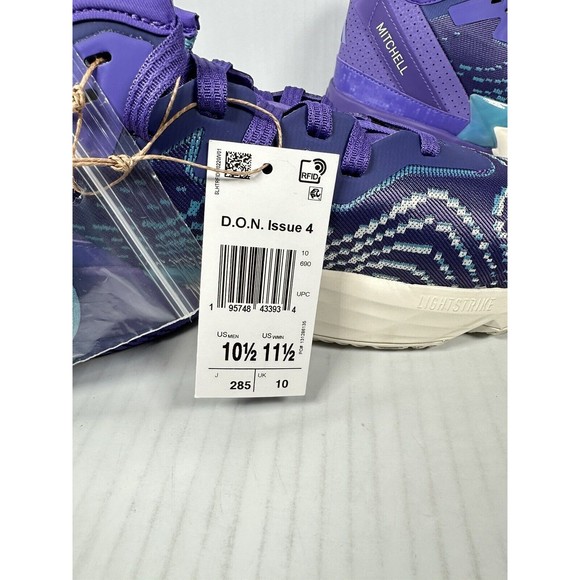 MITCHELL
RFID
D.O.N. Issue 4
10
690
UPC
1 95748 43393 4
US MEN US WMN
10½ 11½
J UK
285 10
LIGHTSTRIKE